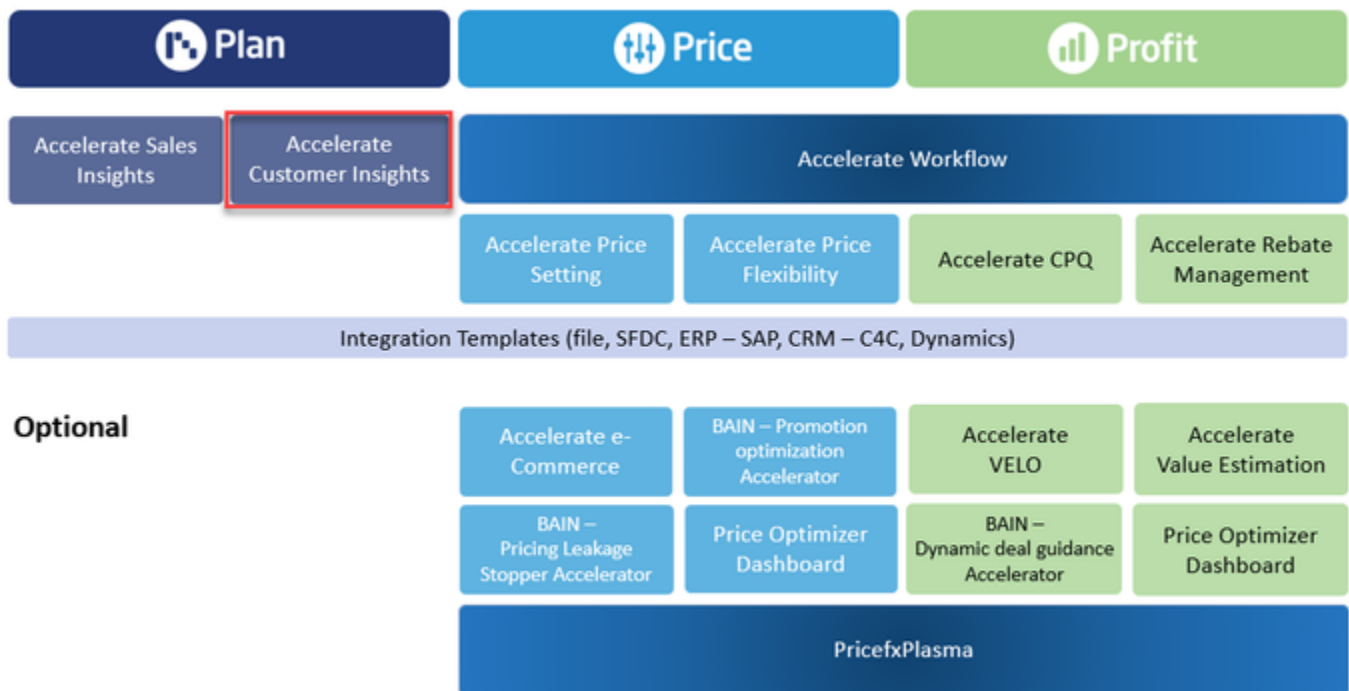 Plan
Price
Profit
Accelerate Sales
Insights
Accelerate
Customer Insights
Accelerate Workflow
Accelerate Price
Setting
Accelerate Price
Flexibility
Accelerate CPQ
Accelerate Rebate
Management
Integration Templates (file, SFDC, ERP – SAP, CRM – C4C, Dynamics)
Optional
Accelerate e-
Commerce
BAIN – Promotion
optimization
Accelerator
Accelerate
VELO
Accelerate
Value Estimation
BAIN –
Pricing Leakage
Stopper Accelerator
Price Optimizer
Dashboard
BAIN –
Dynamic deal guidance
Accelerator
Price Optimizer
Dashboard
PricefxPlasma